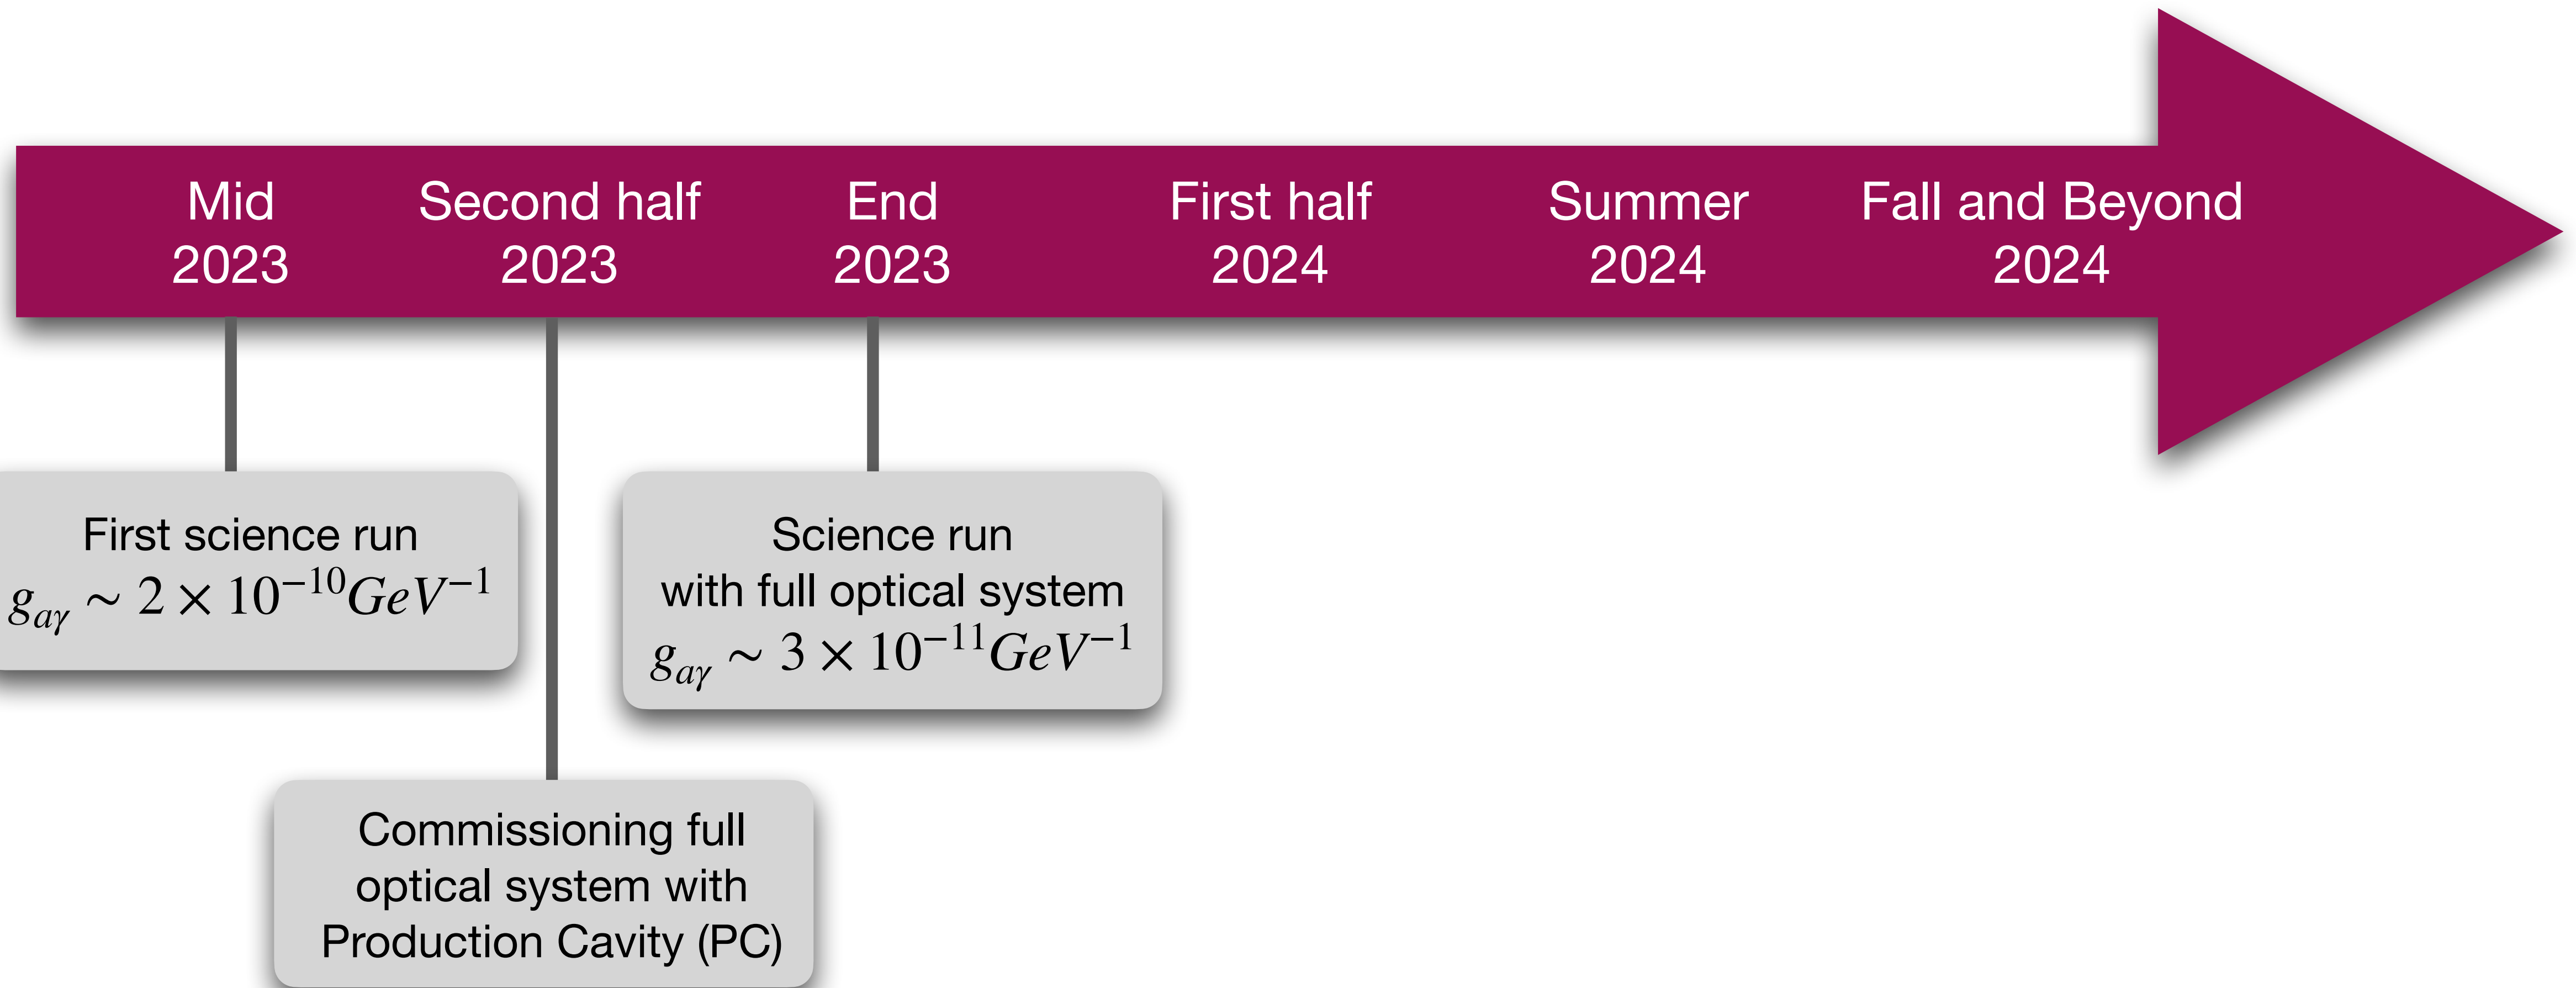 Mid
2023
Second half
2023
End
2023
First half
2024
Summer
2024
Fall and Beyond
2024
First science run
g_{aγ} ∼ 2 × 10^{−10}GeV^{−1}
Science run
with full optical system
g_{aγ} ∼ 3 × 10^{−11}GeV^{−1}
Commissioning full
optical system with
Production Cavity (PC)